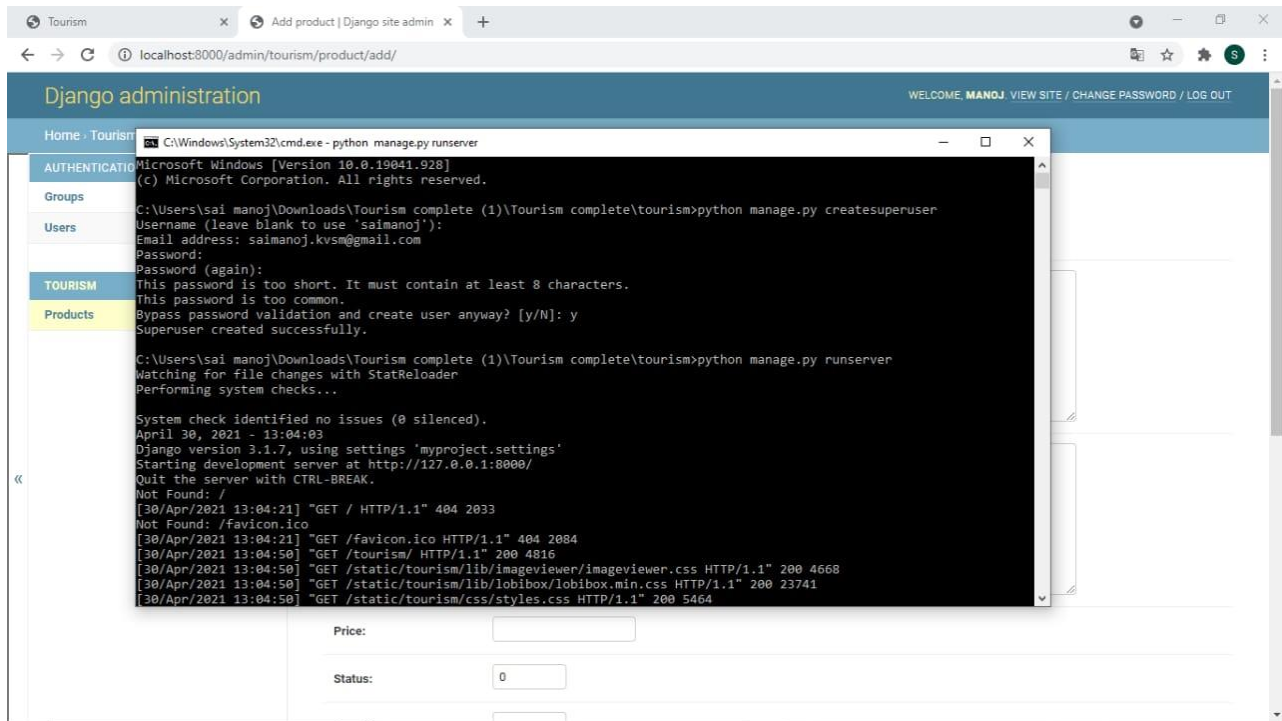 Tourism
Add product | Django site admin
localhost:8000/admin/tourism/product/add/
S
Django administration
WELCOME, MANOJ. VIEW SITE / CHANGE PASSWORD / LOG OUT
Home › Tourism
C:\Windows\System32\cmd.exe - python manage.py runserver
AUTHENTICATIO
Groups
Users
TOURISM
Products
«
Microsoft Windows [Version 10.0.19041.928]
(c) Microsoft Corporation. All rights reserved.
C:\Users\sai manoj\Downloads\Tourism complete (1)\Tourism complete\tourism>python manage.py createsuperuser
Username (leave blank to use 'saimanoj'):
Email address: saimanoj.kvsm@gmail.com
Password:
Password (again):
This password is too short. It must contain at least 8 characters.
This password is too common.
Bypass password validation and create user anyway? [y/N]: y
Superuser created successfully.
C:\Users\sai manoj\Downloads\Tourism complete (1)\Tourism complete\tourism>python manage.py runserver
Watching for file changes with StatReloader
Performing system checks...
System check identified no issues (0 silenced).
April 30, 2021 - 13:04:03
Django version 3.1.7, using settings 'myproject.settings'
Starting development server at http://127.0.0.1:8000/
Quit the server with CTRL-BREAK.
Not Found: /
[30/Apr/2021 13:04:21] "GET / HTTP/1.1" 404 2033
Not Found: /favicon.ico
[30/Apr/2021 13:04:21] "GET /favicon.ico HTTP/1.1" 404 2084
[30/Apr/2021 13:04:50] "GET /tourism/ HTTP/1.1" 200 4816
[30/Apr/2021 13:04:50] "GET /static/tourism/lib/imageviewer/imageviewer.css HTTP/1.1" 200 4668
[30/Apr/2021 13:04:50] "GET /static/tourism/lib/lobibox/lobibox.min.css HTTP/1.1" 200 23741
[30/Apr/2021 13:04:50] "GET /static/tourism/css/styles.css HTTP/1.1" 200 5464
Price:
Status: 0